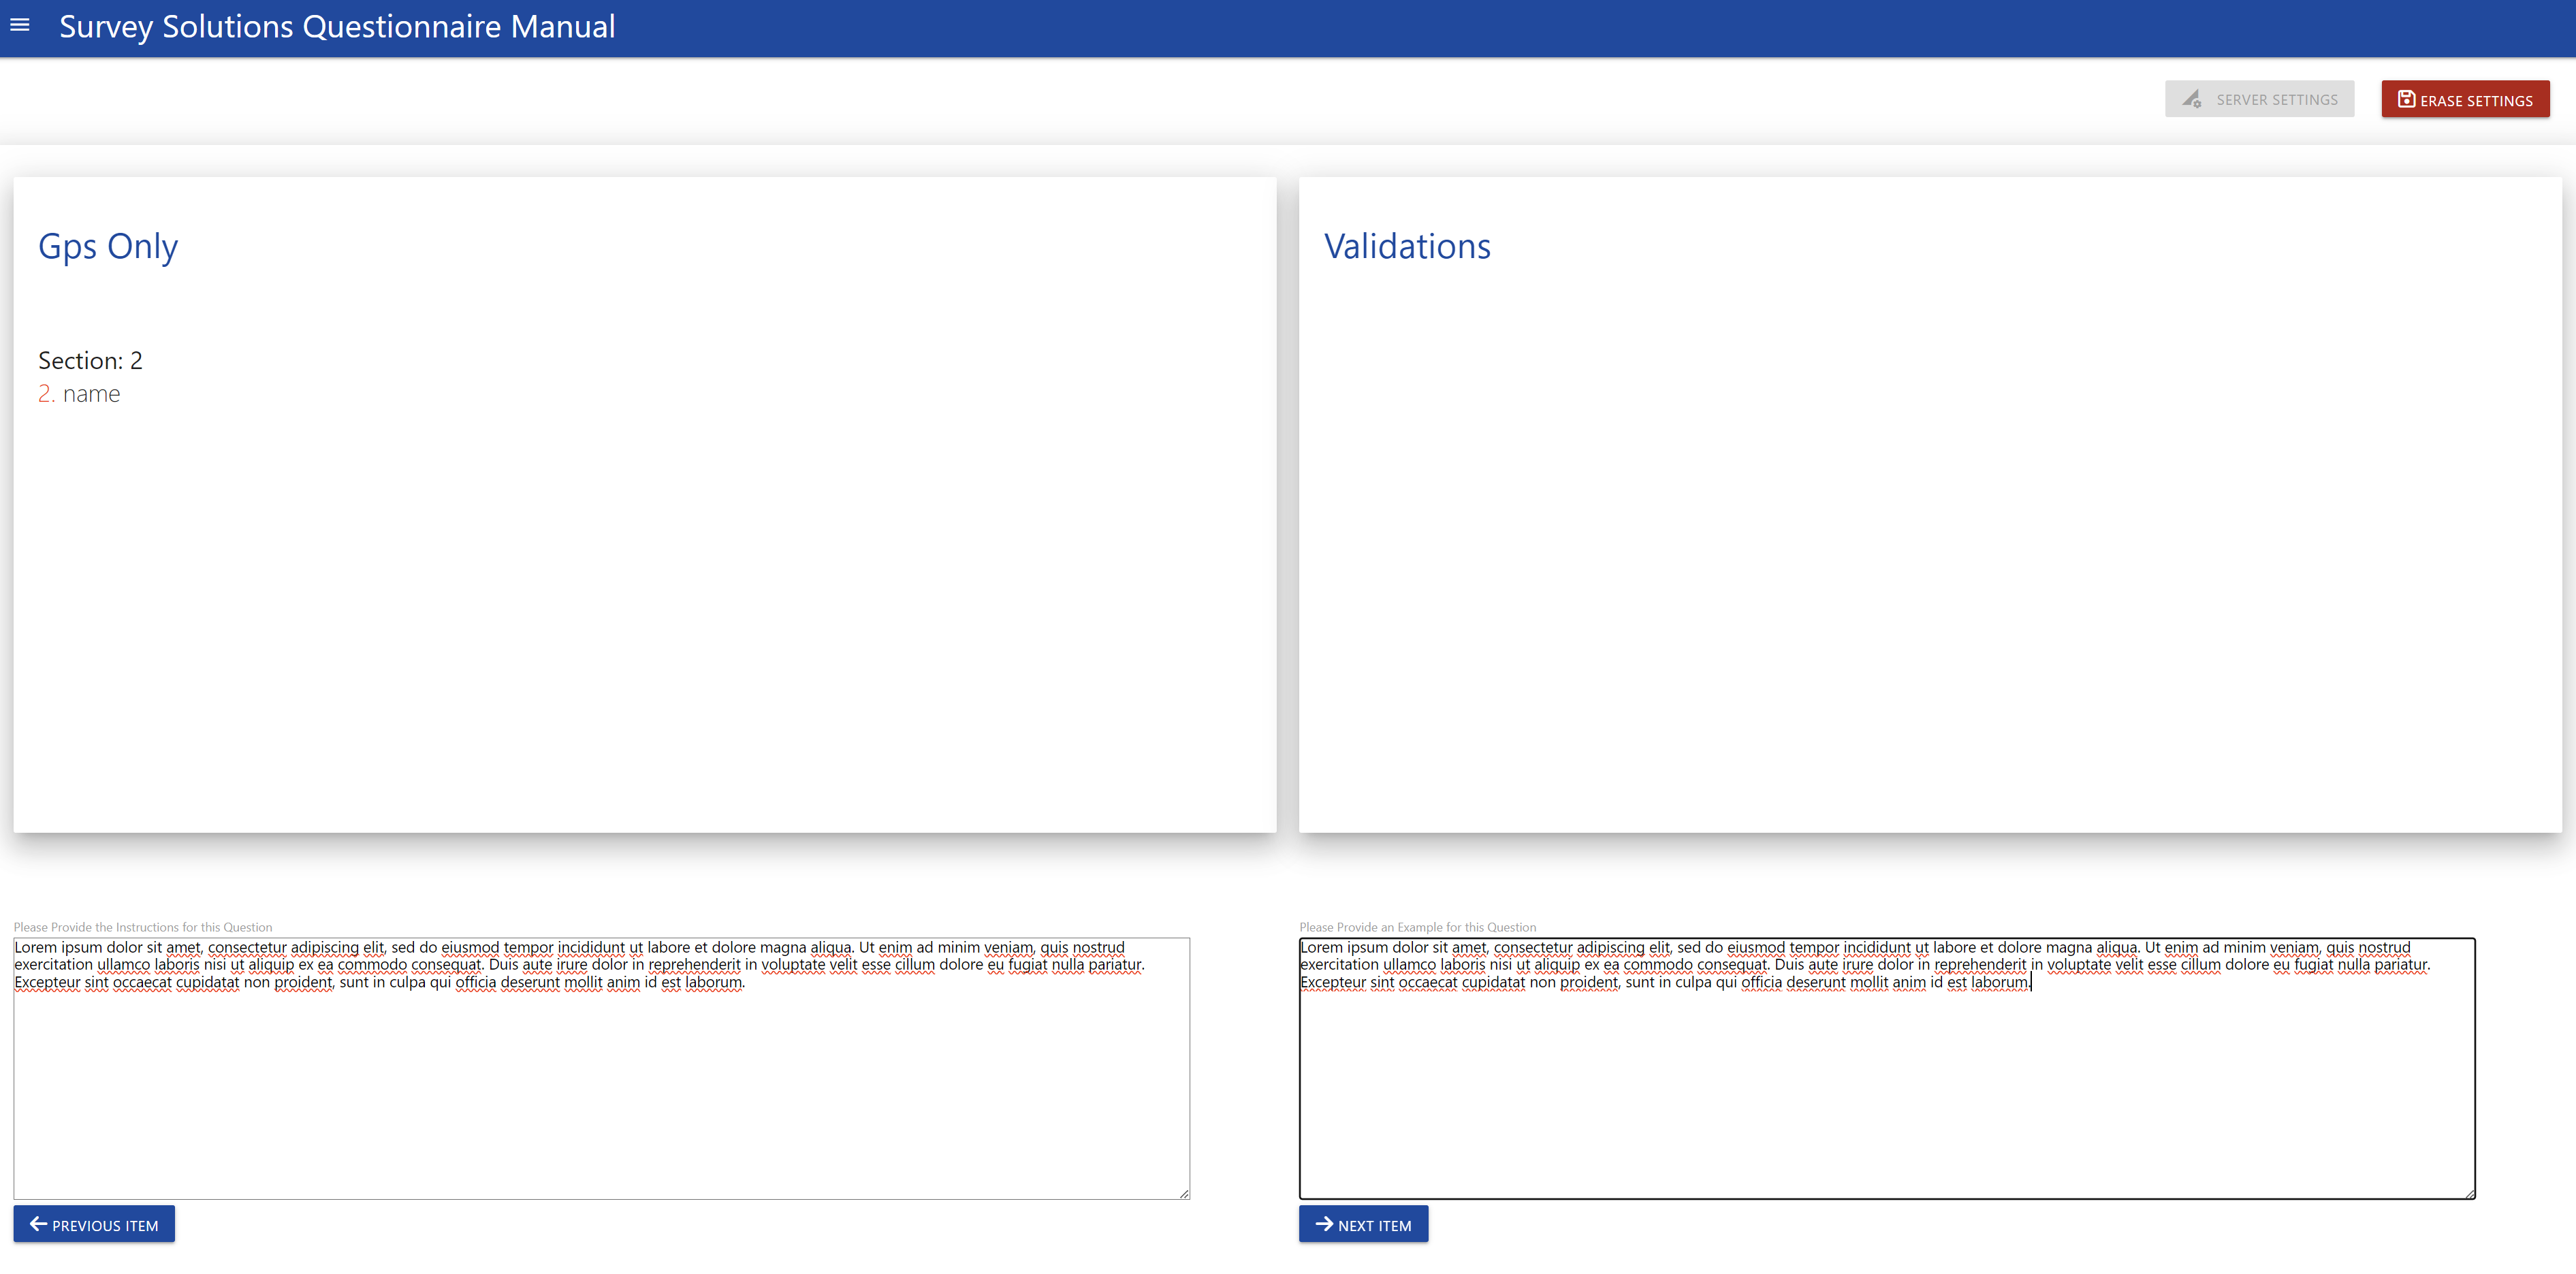 Survey Solutions Questionnaire Manual
SERVER SETTINGS
ERASE SETTINGS
Gps Only
Section: 2
2. name
Validations
Please Provide the Instructions for this Question
Lorem ipsum dolor sit amet, consectetur adipiscing elit, sed do eiusmod tempor incididunt ut labore et dolore magna aliqua. Ut enim ad minim veniam, quis nostrud
exercitation ullamco laboris nisi ut aliquip ex ea commodo consequat. Duis aute irure dolor in reprehenderit in voluptate velit esse cillum dolore eu fugiat nulla pariatur.
Excepteur sint occaecat cupidatat non proident, sunt in culpa qui officia deserunt mollit anim id est laborum.
PREVIOUS ITEM
Please Provide an Example for this Question
Lorem ipsum dolor sit amet, consectetur adipiscing elit, sed do eiusmod tempor incididunt ut labore et dolore magna aliqua. Ut enim ad minim veniam, quis nostrud
exercitation ullamco laboris nisi ut aliquip ex ea commodo consequat. Duis aute irure dolor in reprehenderit in voluptate velit esse cillum dolore eu fugiat nulla pariatur.
Excepteur sint occaecat cupidatat non proident, sunt in culpa qui officia deserunt mollit anim id est laborum.
NEXT ITEM